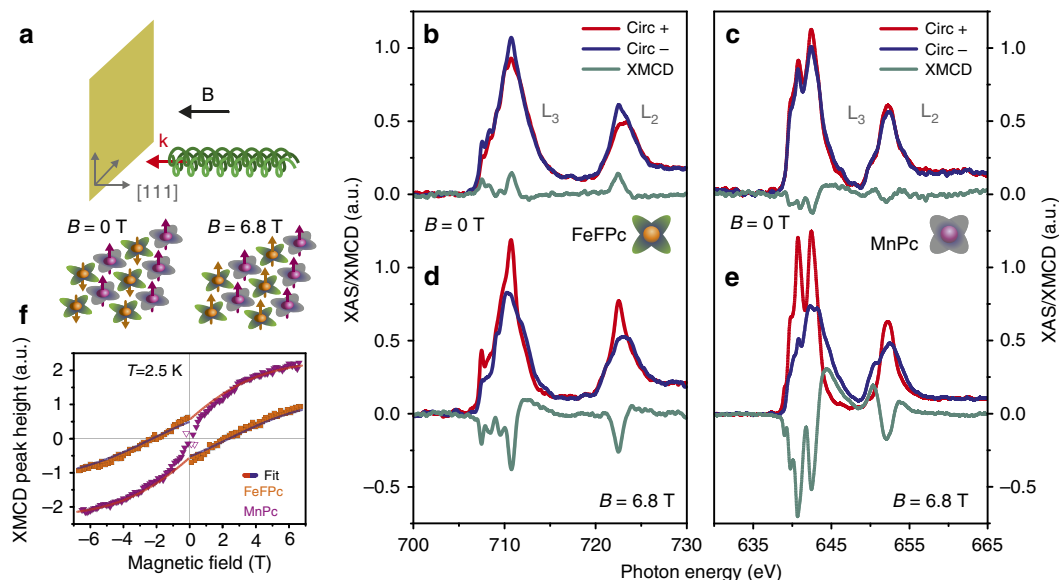 a
B
k
[111]
B = 0 T
B = 6.8 T
f
T=2.5 K
Fit
FeFPc
MnPc
XMCD peak height (a.u.)
2
1
0
−1
−2
−6
−4
−2
0
2
4
6
Magnetic field (T)
b
Circ +
Circ −
XMCD
L3
L2
B = 0 T
FeFPc
c
Circ +
Circ −
XMCD
L3
L2
B = 0 T
MnPc
d
B = 6.8 T
e
B = 6.8 T
XAS/XMCD (a.u.)
1.0
0.5
0.0
1.0
0.5
0.0
−0.5
700
710
720
730
635
645
655
665
Photon energy (eV)
1.0
0.5
0.0
1.0
0.5
0.0
−0.5
XAS/XMCD (a.u.)